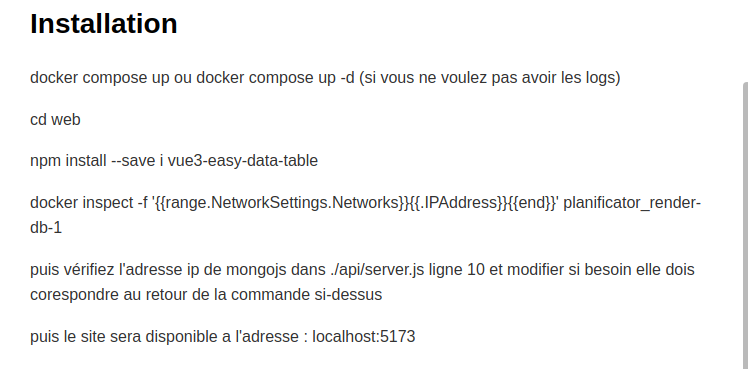 Installation
docker compose up ou docker compose up -d (si vous ne voulez pas avoir les logs)
cd web
npm install --save i vue3-easy-data-table
docker inspect -f '{{range.NetworkSettings.Networks}}{{.IPAddress}}{{end}}' planificator_render-
db-1
puis vérifiez l'adresse ip de mongojs dans ./api/server.js ligne 10 et modifier si besoin elle dois
corespondre au retour de la commande si-dessus
puis le site sera disponible a l'adresse : localhost:5173